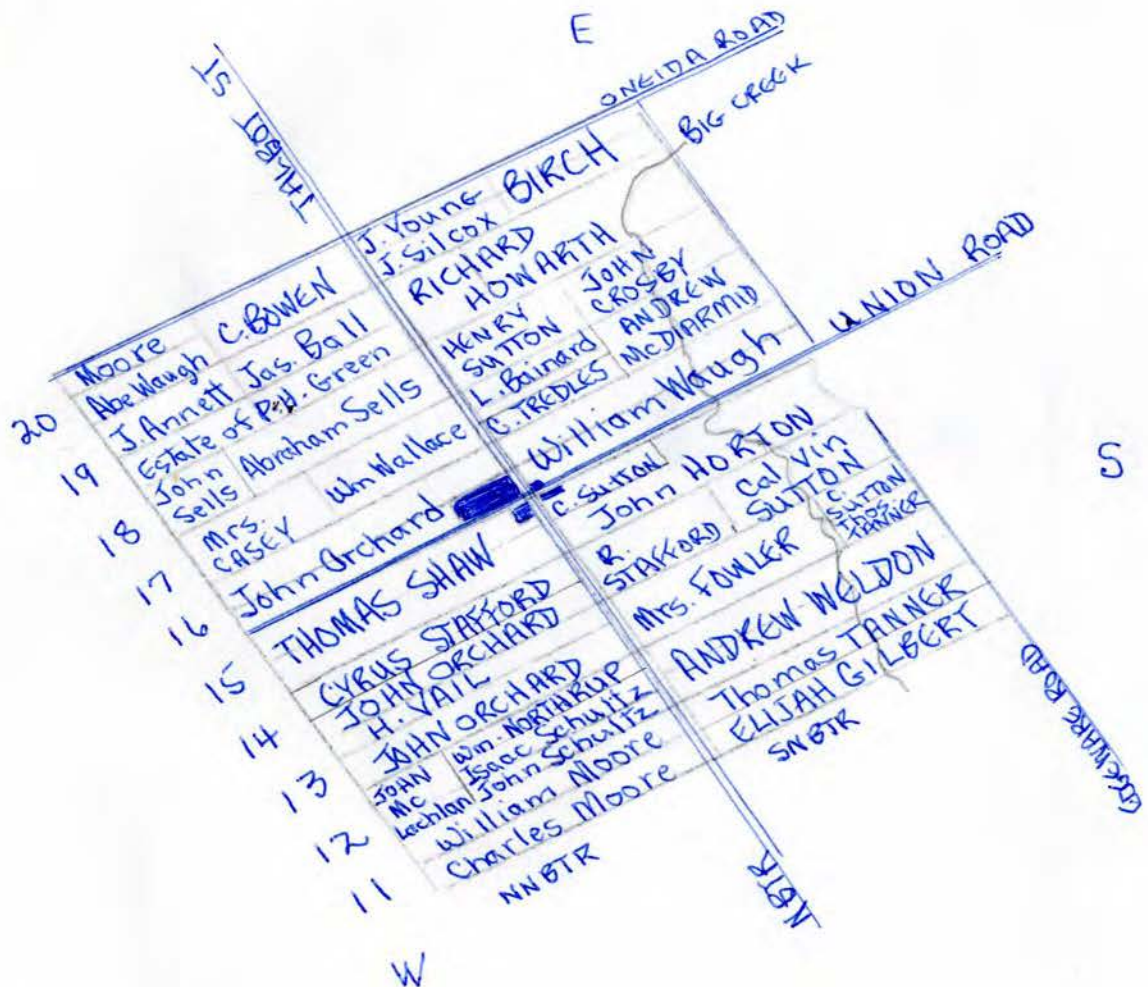 E
ONEIDA ROAD
BIG CREEK
TALBOT ST
UNION ROAD
S
J. Young
J. Silcox
BIRCH
RICHARD
HOWARTH
HENRY
SUTTON
JOHN
CROSBY
L. Bainard
ANDREW
McDIARMID
C. TREDLES
William Waugh
Moore
C. BOWEN
Abe Waugh
J. Annett
Jas. Ball
Estate of P.H. Green
John
Sells
Abraham Sells
Mrs.
CASEY
Wm Wallace
John Orchard
20
19
18
17
16
15
14
13
12
11
THOMAS SHAW
CYRUS STAFFORD
JOHN ORCHARD
H. VAIL
JOHN ORCHARD
JOHN
Mc
Lachlan
Wm. NORTHRUP
Isaac Schultz
John Schultz
William Moore
Charles Moore
NNBTR
C. SUTTON
John HORTON
R.
STAFFORD
Calvin
SUTTON
C. SUTTON
THOS
TANNER
Mrs. FOWLER
ANDREW WELDON
Thomas TANNER
ELIJAH GILBERT
SNBTR
EDGEWARE ROAD
NBTR
W